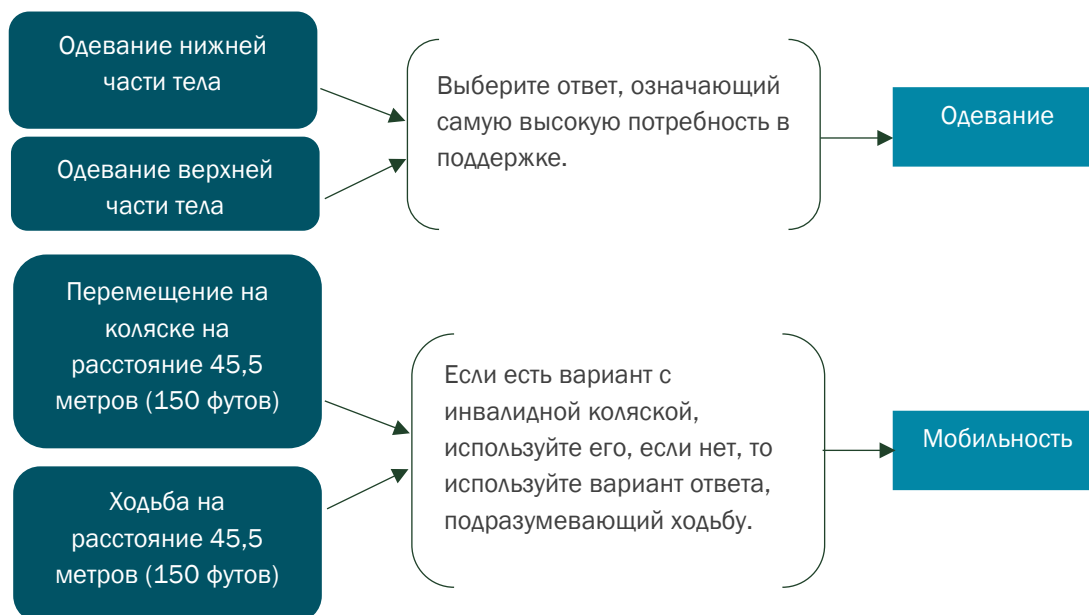 Одевание нижней
части тела
Одевание верхней
части тела
Выберите ответ, означающий
самую высокую потребность в
поддержке.
Одевание
Перемещение на
коляске на
расстояние 45,5
метров (150 футов)
Ходьба на
расстояние 45,5
метров (150 футов)
Если есть вариант с
инвалидной коляской,
используйте его, если нет, то
используйте вариант ответа,
подразумевающий ходьбу.
Мобильность